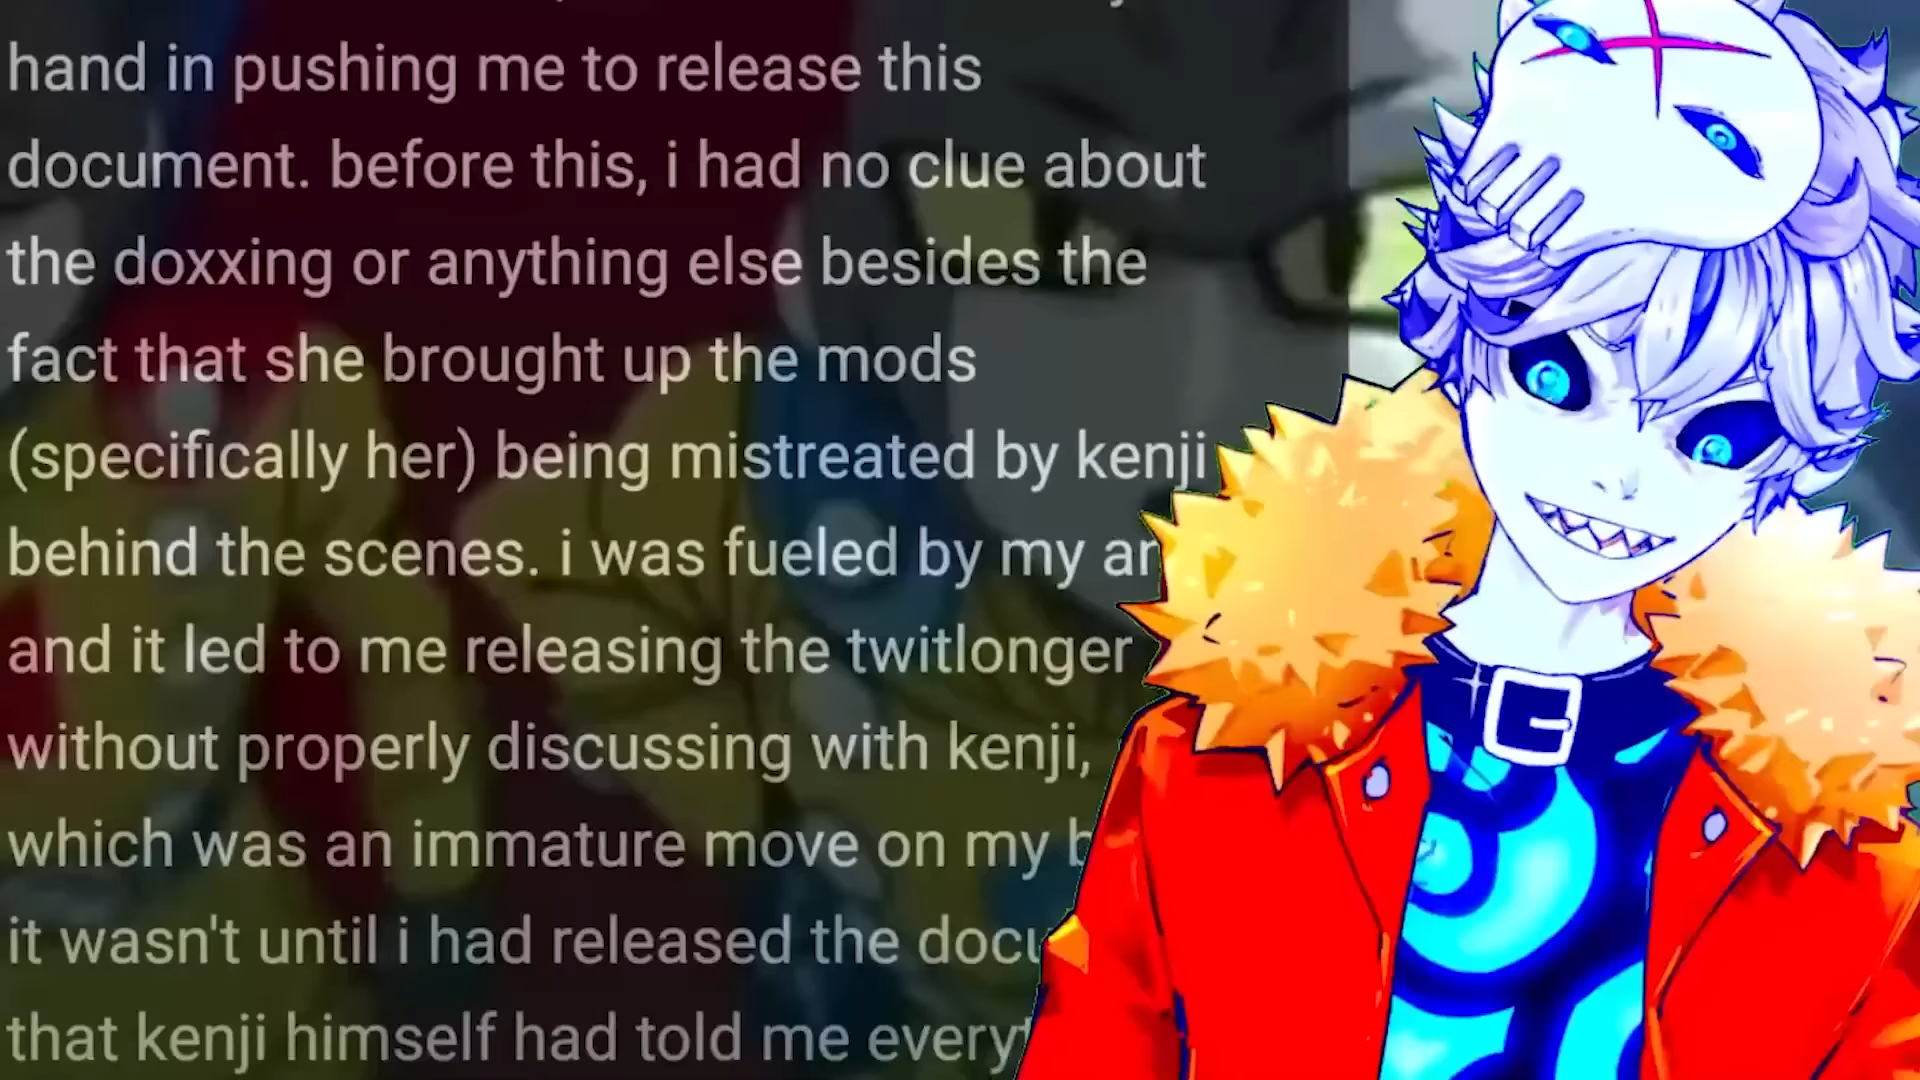 hand in pushing me to release this
document. before this, i had no clue about
the doxxing or anything else besides the
fact that she brought up the mods
(specifically her) being mistreated by kenji
behind the scenes. i was fueled by my
and it led to me releasing the twitlonger
without properly discussing with kenji,
which was an immature move on my
it wasn't until i had released the
that kenji himself had told me